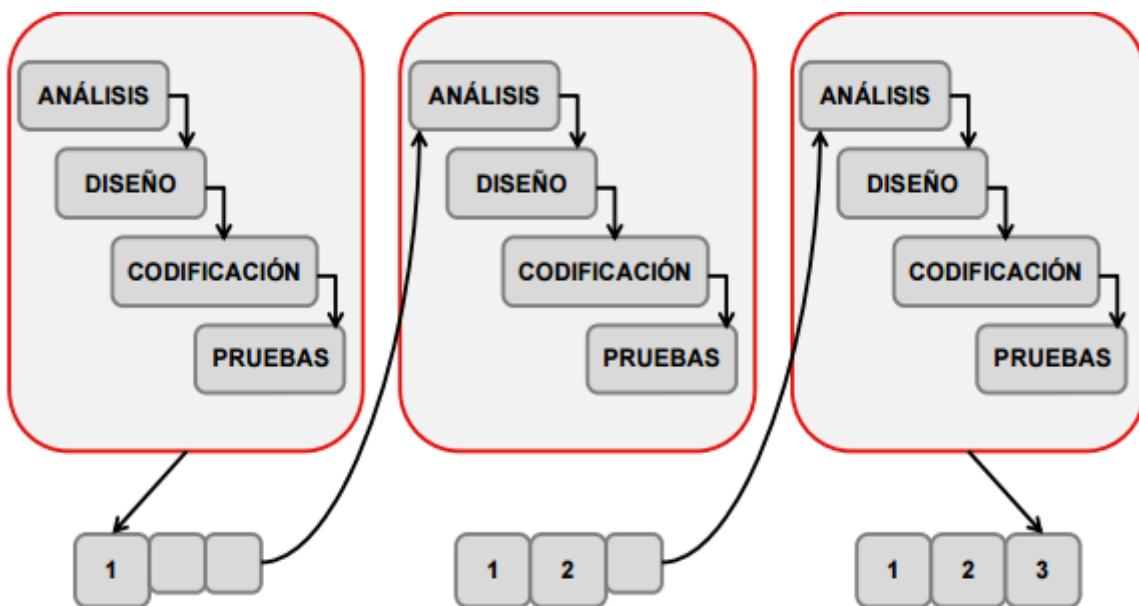 ANÁLISIS
DISEÑO
CODIFICACIÓN
PRUEBAS
1
ANÁLISIS
DISEÑO
CODIFICACIÓN
PRUEBAS
1 2
ANÁLISIS
DISEÑO
CODIFICACIÓN
PRUEBAS
1 2 3